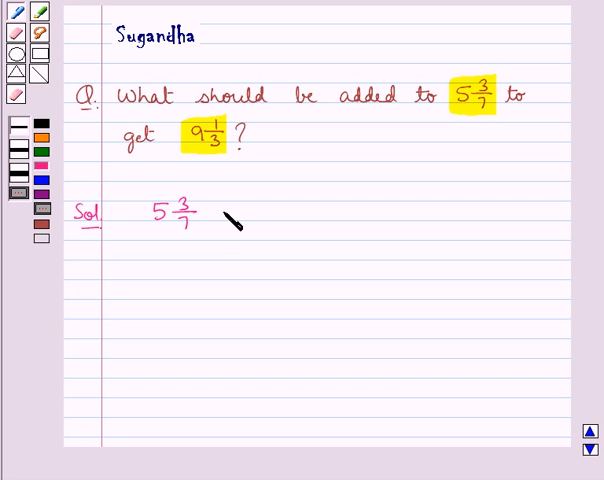 Sugandha
Q. What should be added to 5 3/7 to
get 9 1/3 ?
Sol. 5 3/7